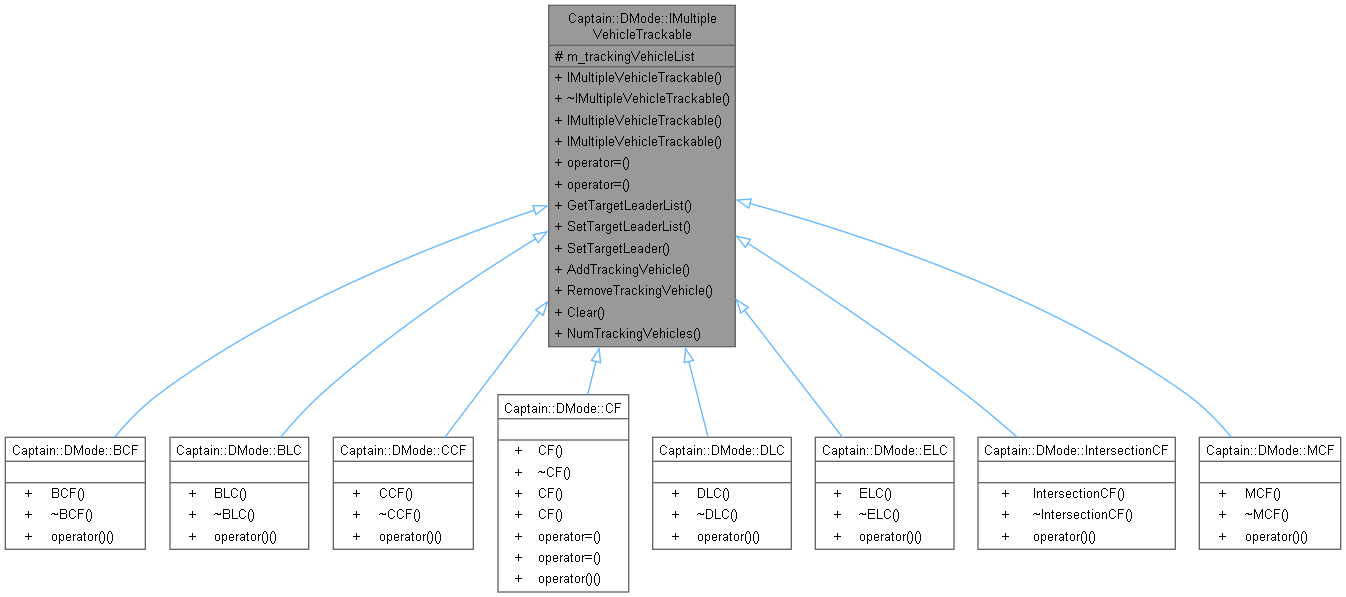 Captain::DMode::IMultiple
VehicleTrackable
# m_trackingVehicleList
+ IMultipleVehicleTrackable()
+ ~IMultipleVehicleTrackable()
+ IMultipleVehicleTrackable()
+ IMultipleVehicleTrackable()
+ operator=()
+ operator=()
+ GetTargetLeaderList()
+ SetTargetLeaderList()
+ SetTargetLeader()
+ AddTrackingVehicle()
+ RemoveTrackingVehicle()
+ Clear()
+ NumTrackingVehicles()
Captain::DMode::BCF
+ BCF()
+ ~BCF()
+ operator()()
Captain::DMode::BLC
+ BLC()
+ ~BLC()
+ operator()()
Captain::DMode::CCF
+ CCF()
+ ~CCF()
+ operator()()
Captain::DMode::CF
+ CF()
+ ~CF()
+ CF()
+ CF()
+ operator=()
+ operator=()
+ operator()()
Captain::DMode::DLC
+ DLC()
+ ~DLC()
+ operator()()
Captain::DMode::ELC
+ ELC()
+ ~ELC()
+ operator()()
Captain::DMode::IntersectionCF
+ IntersectionCF()
+ ~IntersectionCF()
+ operator()()
Captain::DMode::MCF
+ MCF()
+ ~MCF()
+ operator()()